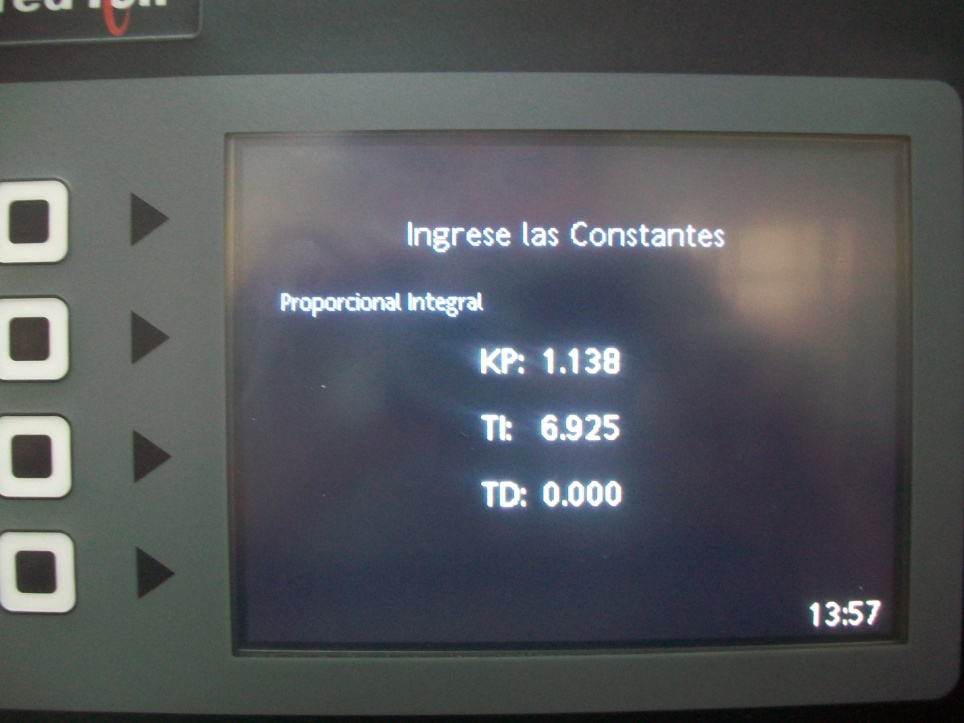 Ingrese las Constantes
Proporcional Integral
KP: 1.138
TI: 6.925
TD: 0.000
13:57